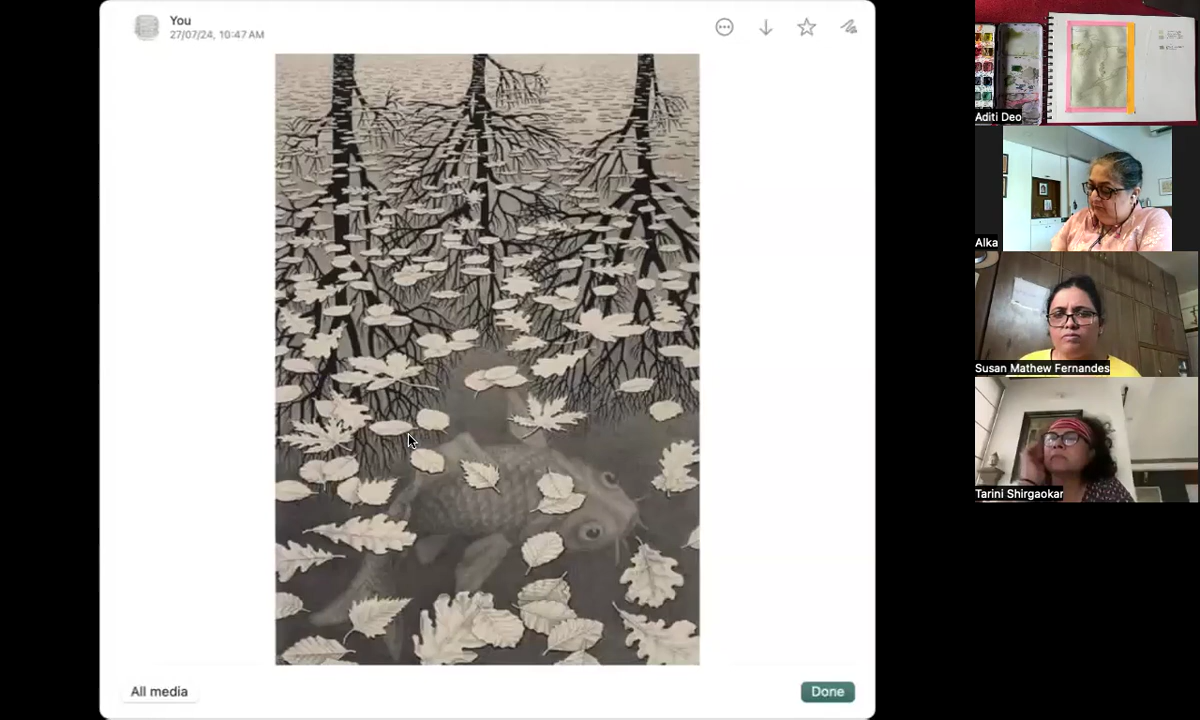 You
27/07/24, 10:47 AM
All media
Done
Aditi Deo
Alka
Susan Mathew Fernandes
Tarini Shirgaokar